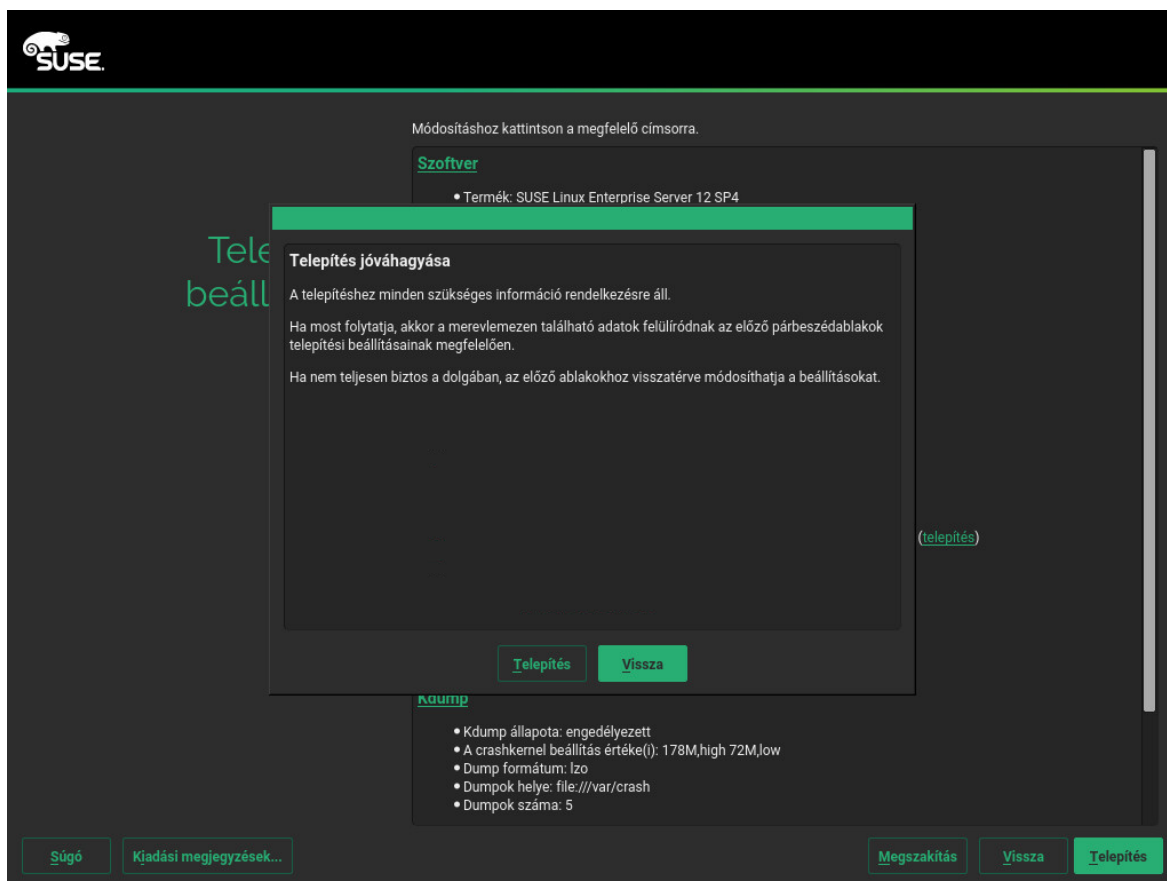 SUSE.
Módosításhoz kattintson a megfelelő címsorra.
Szoftver
• Termék: SUSE Linux Enterprise Server 12 SP4
Tele
beáll
Telepítés jóváhagyása
A telepítéshez minden szükséges információ rendelkezésre áll.
Ha most folytatja, akkor a merevlemezen található adatok felülíródnak az előző párbeszédablakok
telepítési beállításainak megfelelően.
Ha nem teljesen biztos a dolgában, az előző ablakokhoz visszatérve módosíthatja a beállításokat.
(telepítés)
Telepítés
Vissza
Kdump
• Kdump állapota: engedélyezett
• A crashkernel beállítás értéke(i): 178M,high 72M,low
• Dump formátum: lzo
• Dumpok helye: file:///var/crash
• Dumpok száma: 5
Súgó
Kiadási megjegyzések...
Megszakítás
Vissza
Telepítés